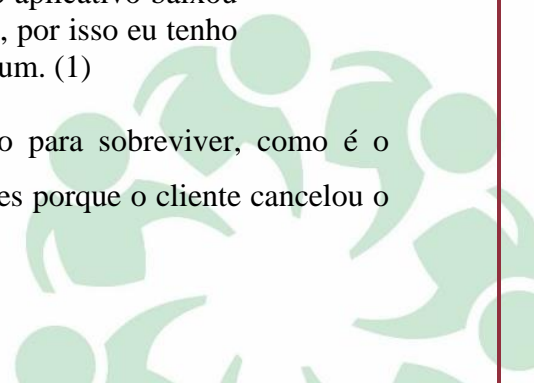 aplicativo baixou
, por isso eu tenho
um. (1)
o para sobreviver, como é o
es porque o cliente cancelou o